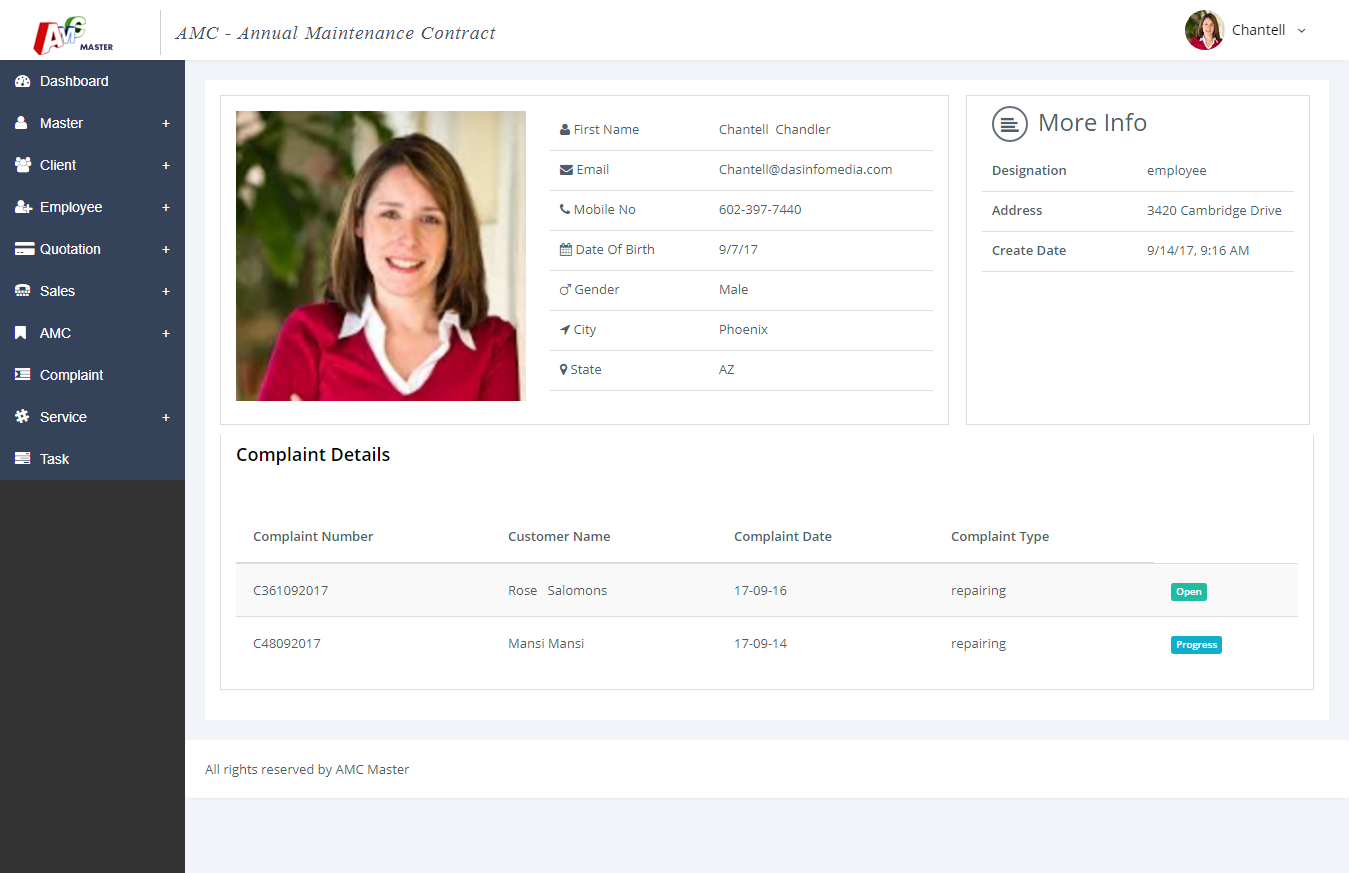 AMC MASTER
AMC - Annual Maintenance Contract
Chantell
Dashboard
Master +
Client +
Employee +
Quotation +
Sales +
AMC +
Complaint
Service +
Task
First Name Chantell Chandler
Email Chantell@dasinfomedia.com
Mobile No 602-397-7440
Date Of Birth 9/7/17
Gender Male
City Phoenix
State AZ
More Info
Designation employee
Address 3420 Cambridge Drive
Create Date 9/14/17, 9:16 AM
Complaint Details
Complaint Number Customer Name Complaint Date Complaint Type
C361092017 Rose Salomons 17-09-16 repairing Open
C48092017 Mansi Mansi 17-09-14 repairing Progress
All rights reserved by AMC Master